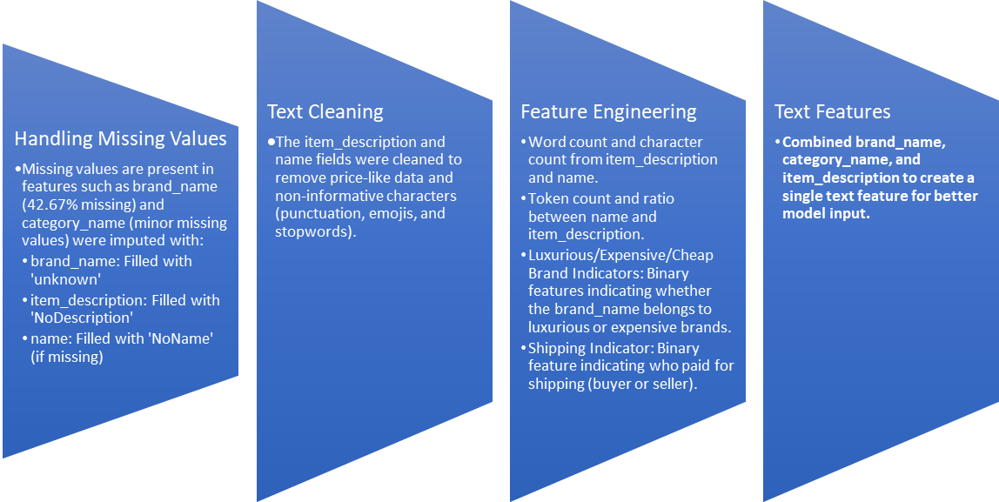 Handling Missing Values
•Missing values are present in
features such as brand_name
(42.67% missing) and
category_name (minor missing
values) were imputed with:
• brand_name: Filled with
'unknown'
• item_description: Filled with
'NoDescription'
• name: Filled with 'NoName'
(if missing)
Text Cleaning
•The item_description and
name fields were cleaned to
remove price-like data and
non-informative characters
(punctuation, emojis, and
stopwords).
Feature Engineering
• Word count and character
count from item_description
and name.
• Token count and ratio
between name and
item_description.
• Luxurious/Expensive/Cheap
Brand Indicators: Binary
features indicating whether
the brand_name belongs to
luxurious or expensive brands.
• Shipping Indicator: Binary
feature indicating who paid for
shipping (buyer or seller).
Text Features
• Combined brand_name,
category_name, and
item_description to create a
single text feature for better
model input.